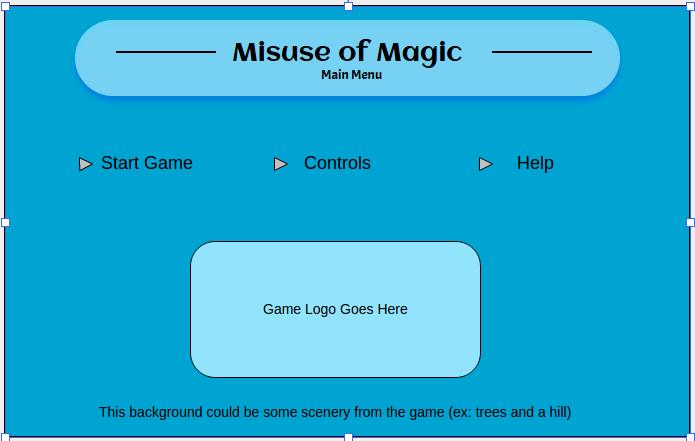 Misuse of Magic
Main Menu
Start Game
Controls
Help
Game Logo Goes Here
This background could be some scenery from the game (ex: trees and a hill)